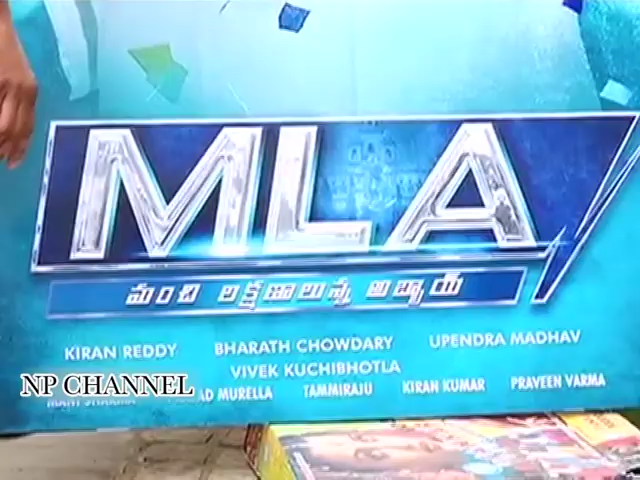 MLA
మంచి లక్షణాలున్న అబ్బాయి
KIRAN REDDY BHARATH CHOWDARY UPENDRA MADHAV
VIVEK KUCHIBHOTLA
NP CHANNEL MURELLA TAMMIRAJU KIRAN KUMAR PRAVEEN VARMA